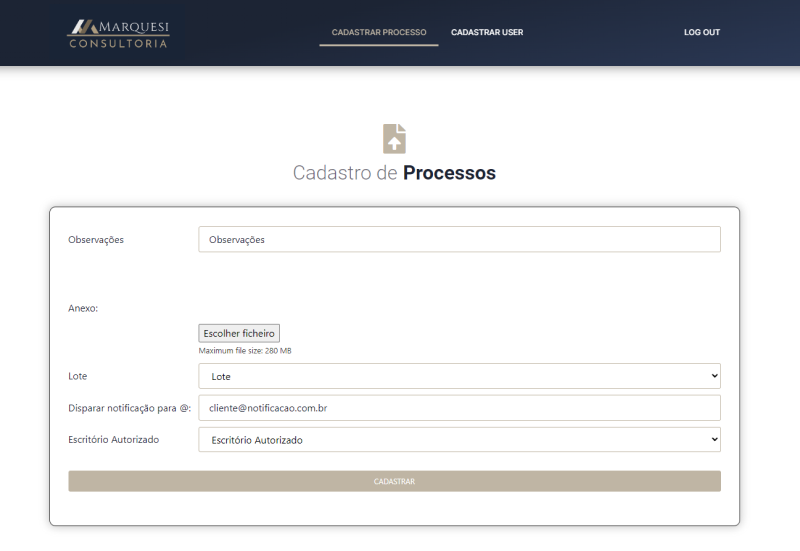 MARQUESI
CONSULTORIA
CADASTRAR PROCESSO
CADASTRAR USER
LOG OUT
Cadastro de Processos
Observações
Observações
Anexo:
Escolher ficheiro
Maximum file size: 280 MB
Lote
Lote
Disparar notificação para @:
cliente@notificacao.com.br
Escritório Autorizado
Escritório Autorizado
CADASTRAR